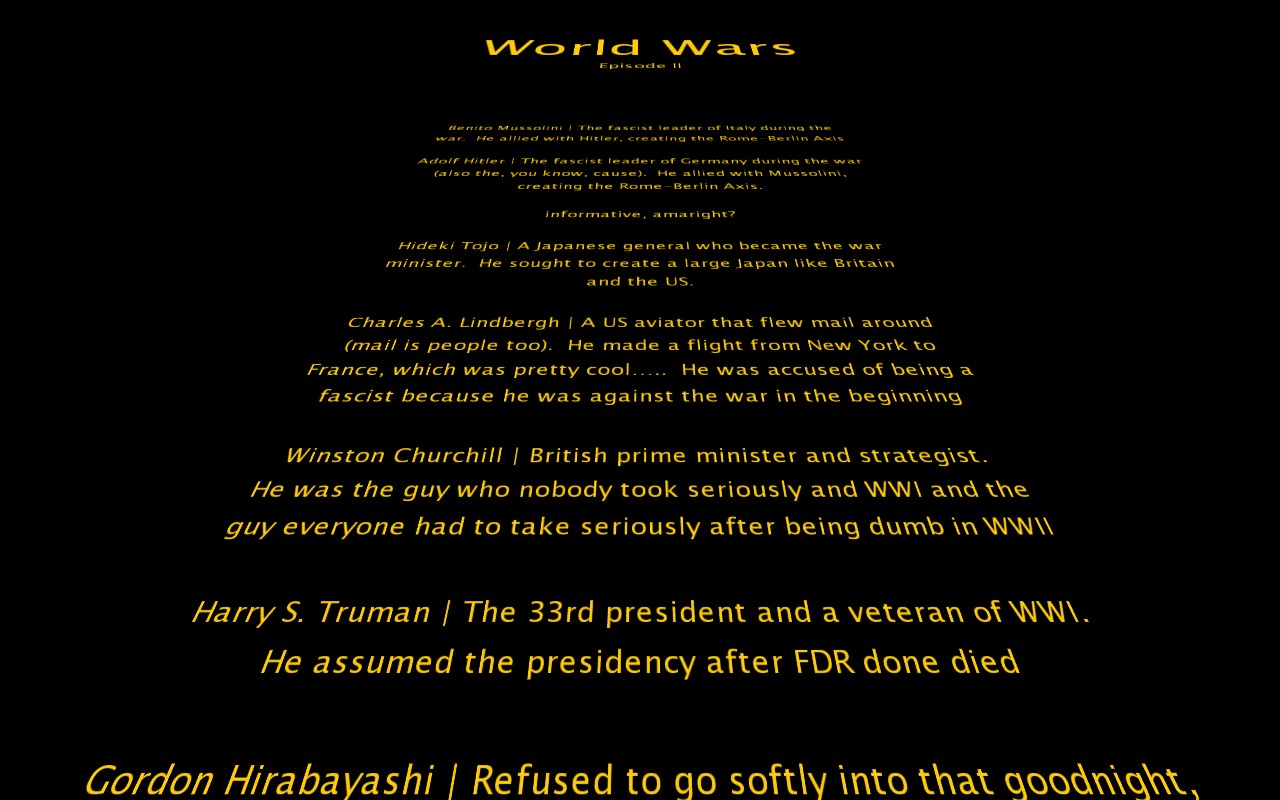 World Wars
Episode II
Benito Mussolini | The fascist leader of Italy during the
war. He allied with Hitler, creating the Rome-Berlin Axis
Adolf Hitler | The fascist leader of Germany during the war
(also the, you know, cause). He allied with Mussolini,
creating the Rome-Berlin Axis.
informative, amaright?
Hideki Tojo | A Japanese general who became the war
minister. He sought to create a large Japan like Britain
and the US.
Charles A. Lindbergh | A US aviator that flew mail around
(mail is people too). He made a flight from New York to
France, which was pretty cool..... He was accused of being a
fascist because he was against the war in the beginning
Winston Churchill | British prime minister and strategist.
He was the guy who nobody took seriously and WWI and the
guy everyone had to take seriously after being dumb in WWII
Harry S. Truman | The 33rd president and a veteran of WWI.
He assumed the presidency after FDR done died
Gordon Hirabayashi | Refused to go softly into that goodnight,